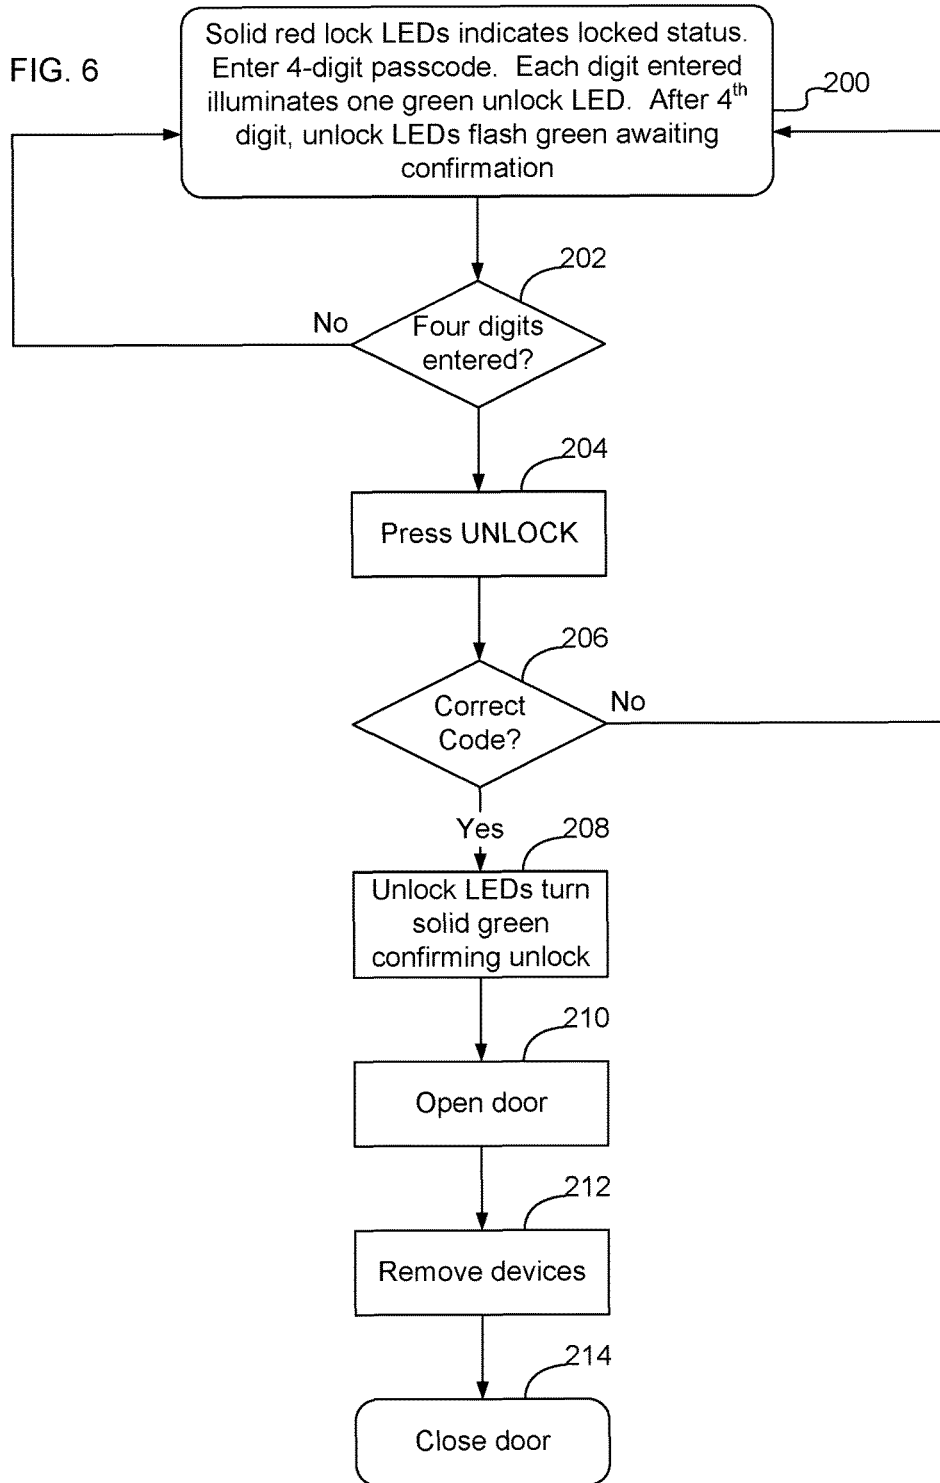 FIG. 6
Solid red lock LEDs indicates locked status.
Enter 4-digit passcode. Each digit entered
illuminates one green unlock LED. After 4th
digit, unlock LEDs flash green awaiting
confirmation
200
202
Four digits
entered?
No
204
Press UNLOCK
206
Correct
Code?
No
Yes
208
Unlock LEDs turn
solid green
confirming unlock
210
Open door
212
Remove devices
214
Close door